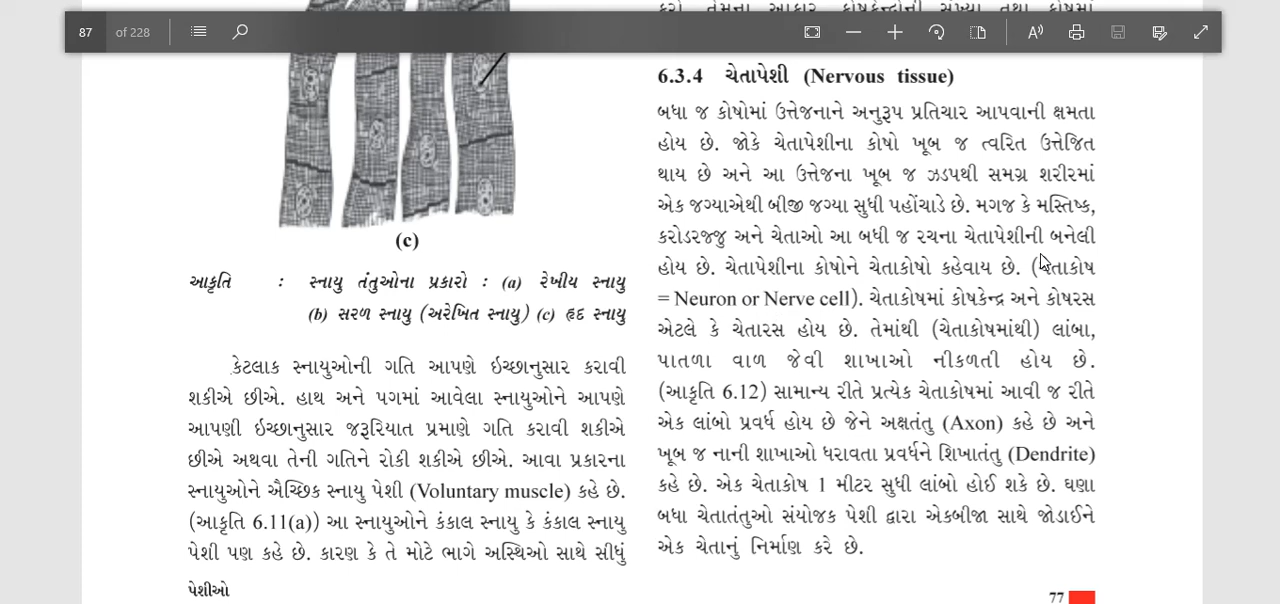 87 of 228
(c)
આકૃતિ : સ્નાયુ તંતુઓના પ્રકારો : (a) રેખીય સ્નાયુ
(b) સરળ સ્નાયુ (અરેખિત સ્નાયુ) (c) હૃદ સ્નાયુ
કેટલાક સ્નાયુઓની ગતિ આપણે ઇચ્છાનુસાર કરાવી
શકીએ છીએ. હાથ અને પગમાં આવેલા સ્નાયુઓને આપણે
આપણી ઇચ્છાનુસાર જરૂરિયાત પ્રમાણે ગતિ કરાવી શકીએ
છીએ અથવા તેની ગતિને રોકી શકીએ છીએ. આવા પ્રકારના
સ્નાયુઓને ઐચ્છિક સ્નાયુ પેશી (Voluntary muscle) કહે છે.
(આકૃતિ 6.11(a)) આ સ્નાયુઓને કંકાલ સ્નાયુ કે કંકાલ સ્નાયુ
પેશી પણ કહે છે. કારણ કે તે મોટે ભાગે અસ્થિઓ સાથે સીધું
પેશીઓ
કરો તેમના આકાર કોષકેન્દ્રોની સંખ્યા તથા કોષમાં
6.3.4 ચેતાપેશી (Nervous tissue)
બધા જ કોષોમાં ઉત્તેજનાને અનુરૂપ પ્રતિચાર આપવાની ક્ષમતા
હોય છે. જોકે ચેતાપેશીના કોષો ખૂબ જ ત્વરિત ઉત્તેજિત
થાય છે અને આ ઉત્તેજના ખૂબ જ ઝડપથી સમગ્ર શરીરમાં
એક જગ્યાએથી બીજી જગ્યા સુધી પહોંચાડે છે. મગજ કે મસ્તિષ્ક,
કરોડરજ્જુ અને ચેતાઓ આ બધી જ રચના ચેતાપેશીની બનેલી
હોય છે. ચેતાપેશીના કોષોને ચેતાકોષો કહેવાય છે. (ચેતાકોષ
= Neuron or Nerve cell). ચેતાકોષમાં કોષકેન્દ્ર અને કોષરસ
એટલે કે ચેતારસ હોય છે. તેમાંથી (ચેતાકોષમાંથી) લાંબા,
પાતળા વાળ જેવી શાખાઓ નીકળતી હોય છે.
(આકૃતિ 6.12) સામાન્ય રીતે પ્રત્યેક ચેતાકોષમાં આવી જ રીતે
એક લાંબો પ્રવર્ધ હોય છે જેને અક્ષતંતુ (Axon) કહે છે અને
ખૂબ જ નાની શાખાઓ ધરાવતા પ્રવર્ધને શિખાતંતુ (Dendrite)
કહે છે. એક ચેતાકોષ 1 મીટર સુધી લાંબો હોઈ શકે છે. ઘણા
બધા ચેતાતંતુઓ સંયોજક પેશી દ્વારા એકબીજા સાથે જોડાઈને
એક ચેતાનું નિર્માણ કરે છે.
77